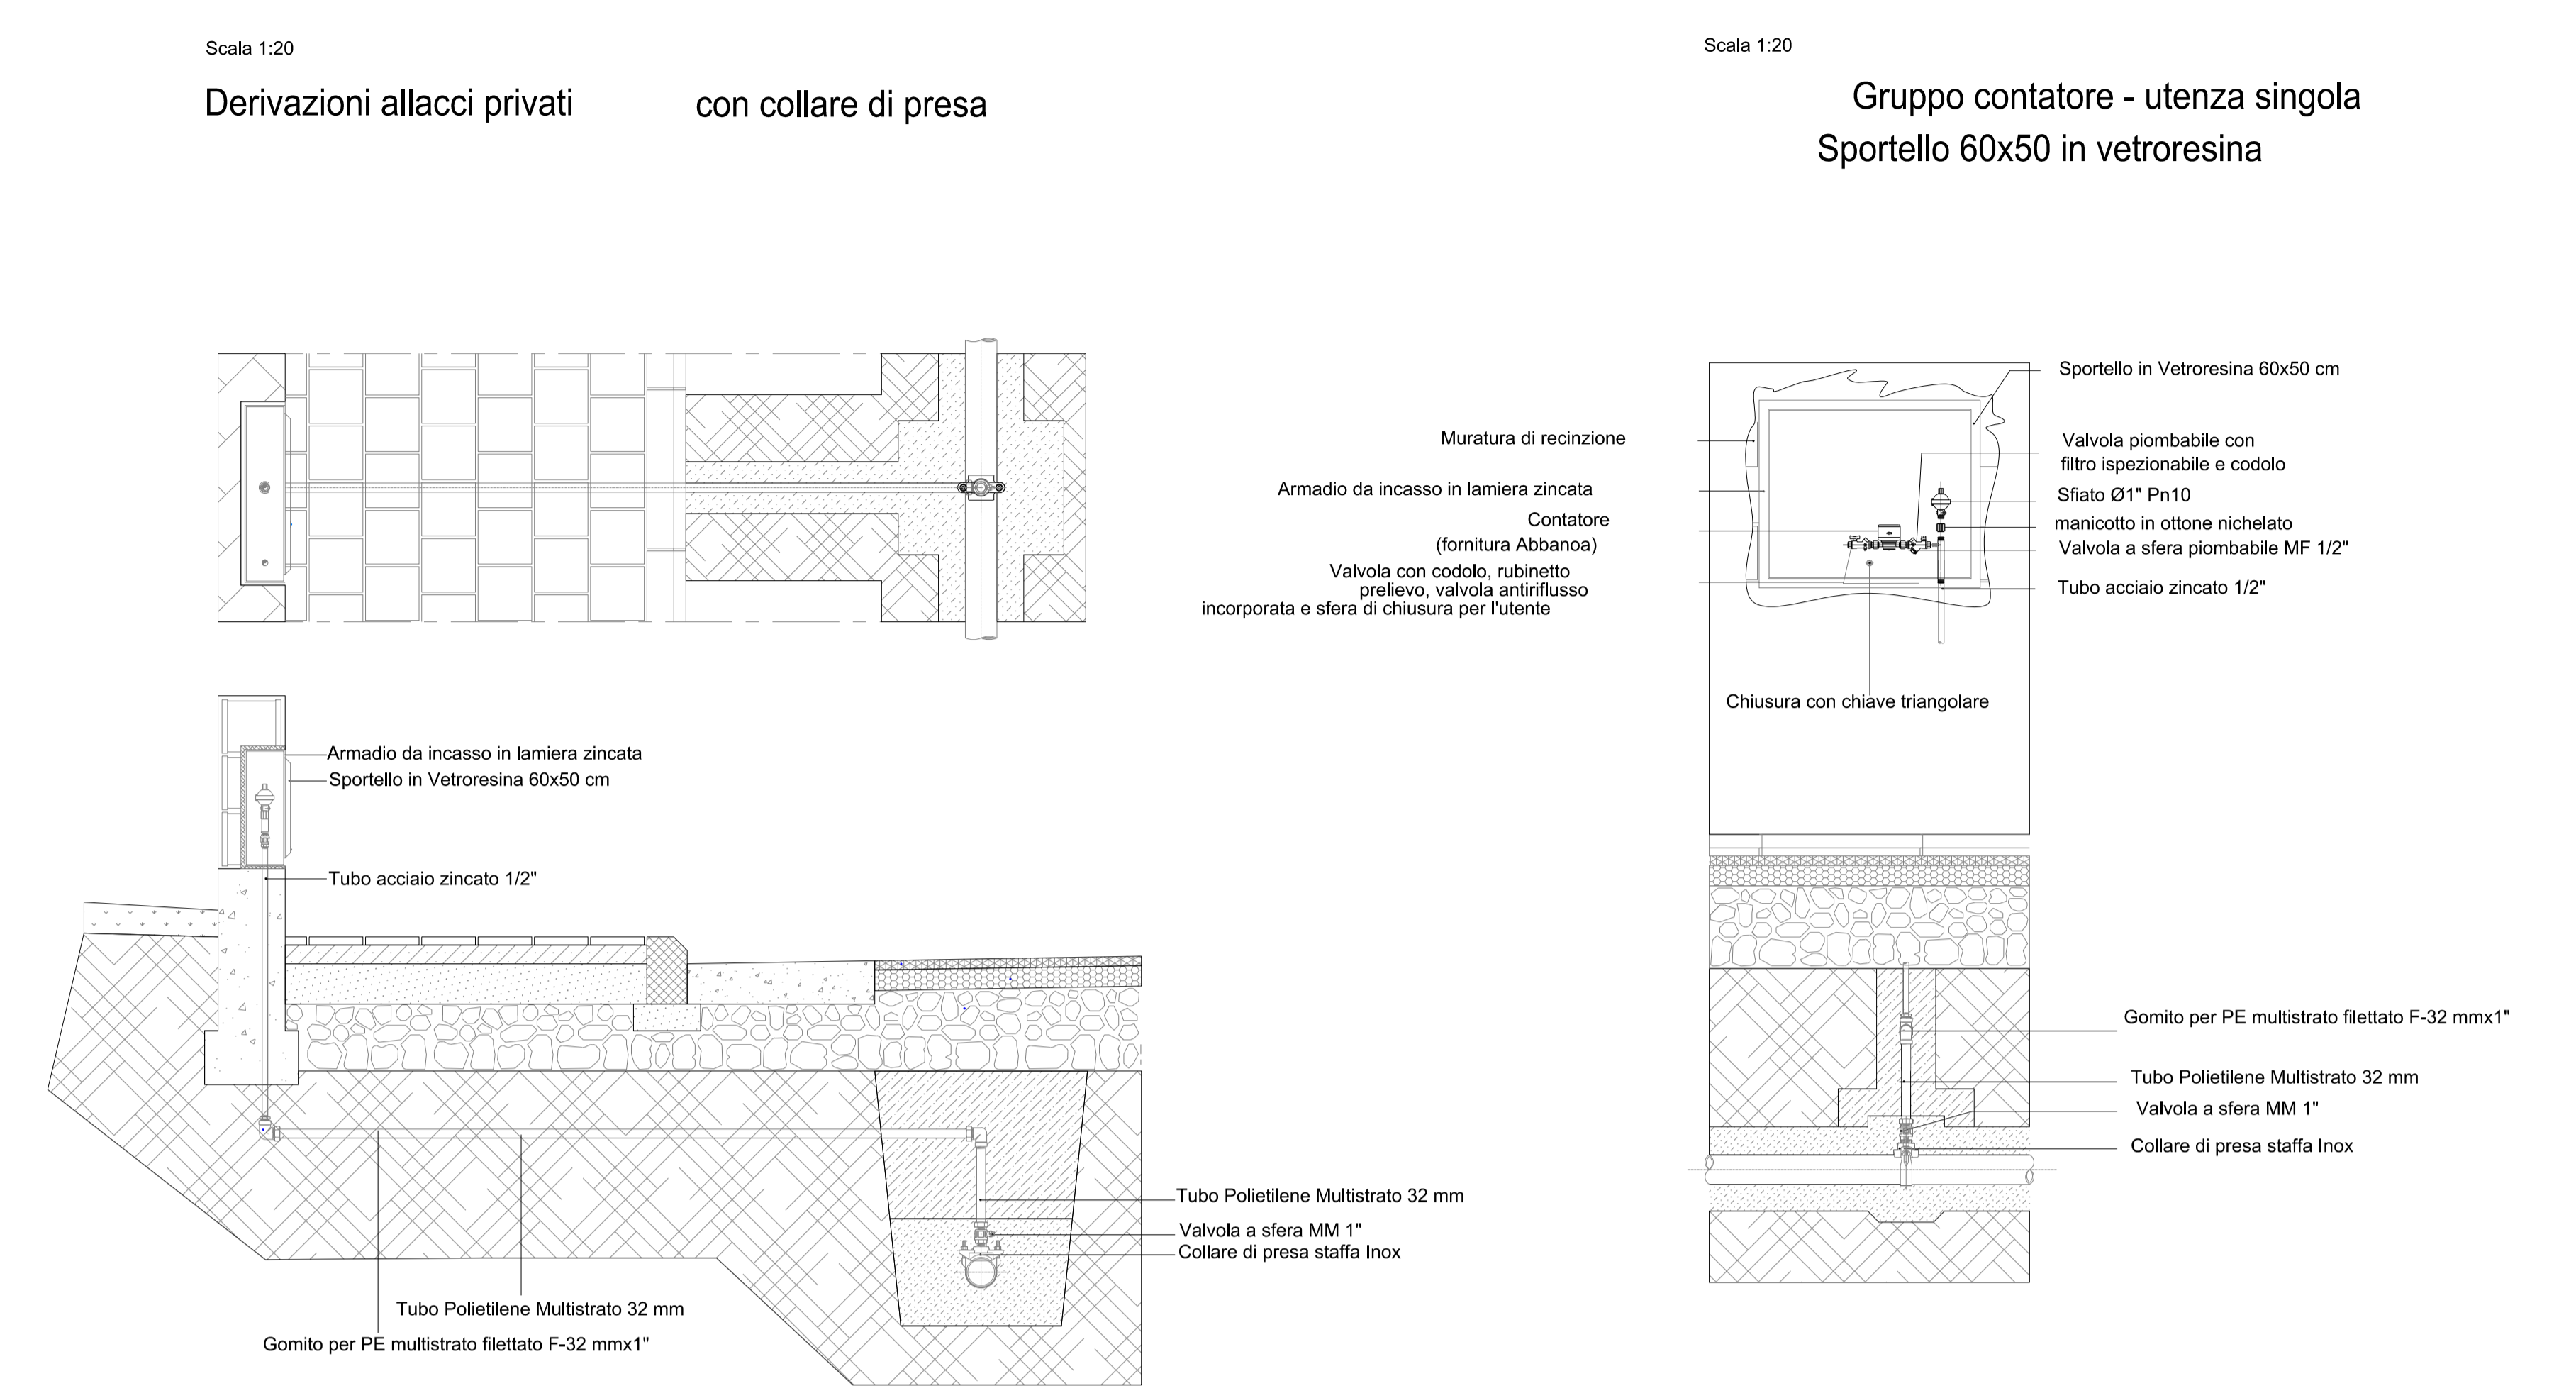 Scala 1:20
Derivazioni allacci privati con collare di presa
Armadio da incasso in lamiera zincata
Sportello in Vetroresina 60x50 cm
Tubo acciaio zincato 1/2"
Tubo Polietilene Multistrato 32 mm
Valvola a sfera MM 1"
Collare di presa staffa Inox
Tubo Polietilene Multistrato 32 mm
Gomito per PE multistrato filettato F-32 mmx1"
Scala 1:20
Gruppo contatore - utenza singola
Sportello 60x50 in vetroresina
Muratura di recinzione
Armadio da incasso in lamiera zincata
Contatore
(fornitura Abbanoa)
Valvola con codolo, rubinetto
prelievo, valvola antiriflusso
incorporata e sfera di chiusura per l'utente
Sportello in Vetroresina 60x50 cm
Valvola piombabile con
filtro ispezionabile e codolo
Sfiato Ø1" Pn10
manicotto in ottone nichelato
Valvola a sfera piombabile MF 1/2"
Tubo acciaio zincato 1/2"
Chiusura con chiave triangolare
Gomito per PE multistrato filettato F-32 mmx1"
Tubo Polietilene Multistrato 32 mm
Valvola a sfera MM 1"
Collare di presa staffa Inox